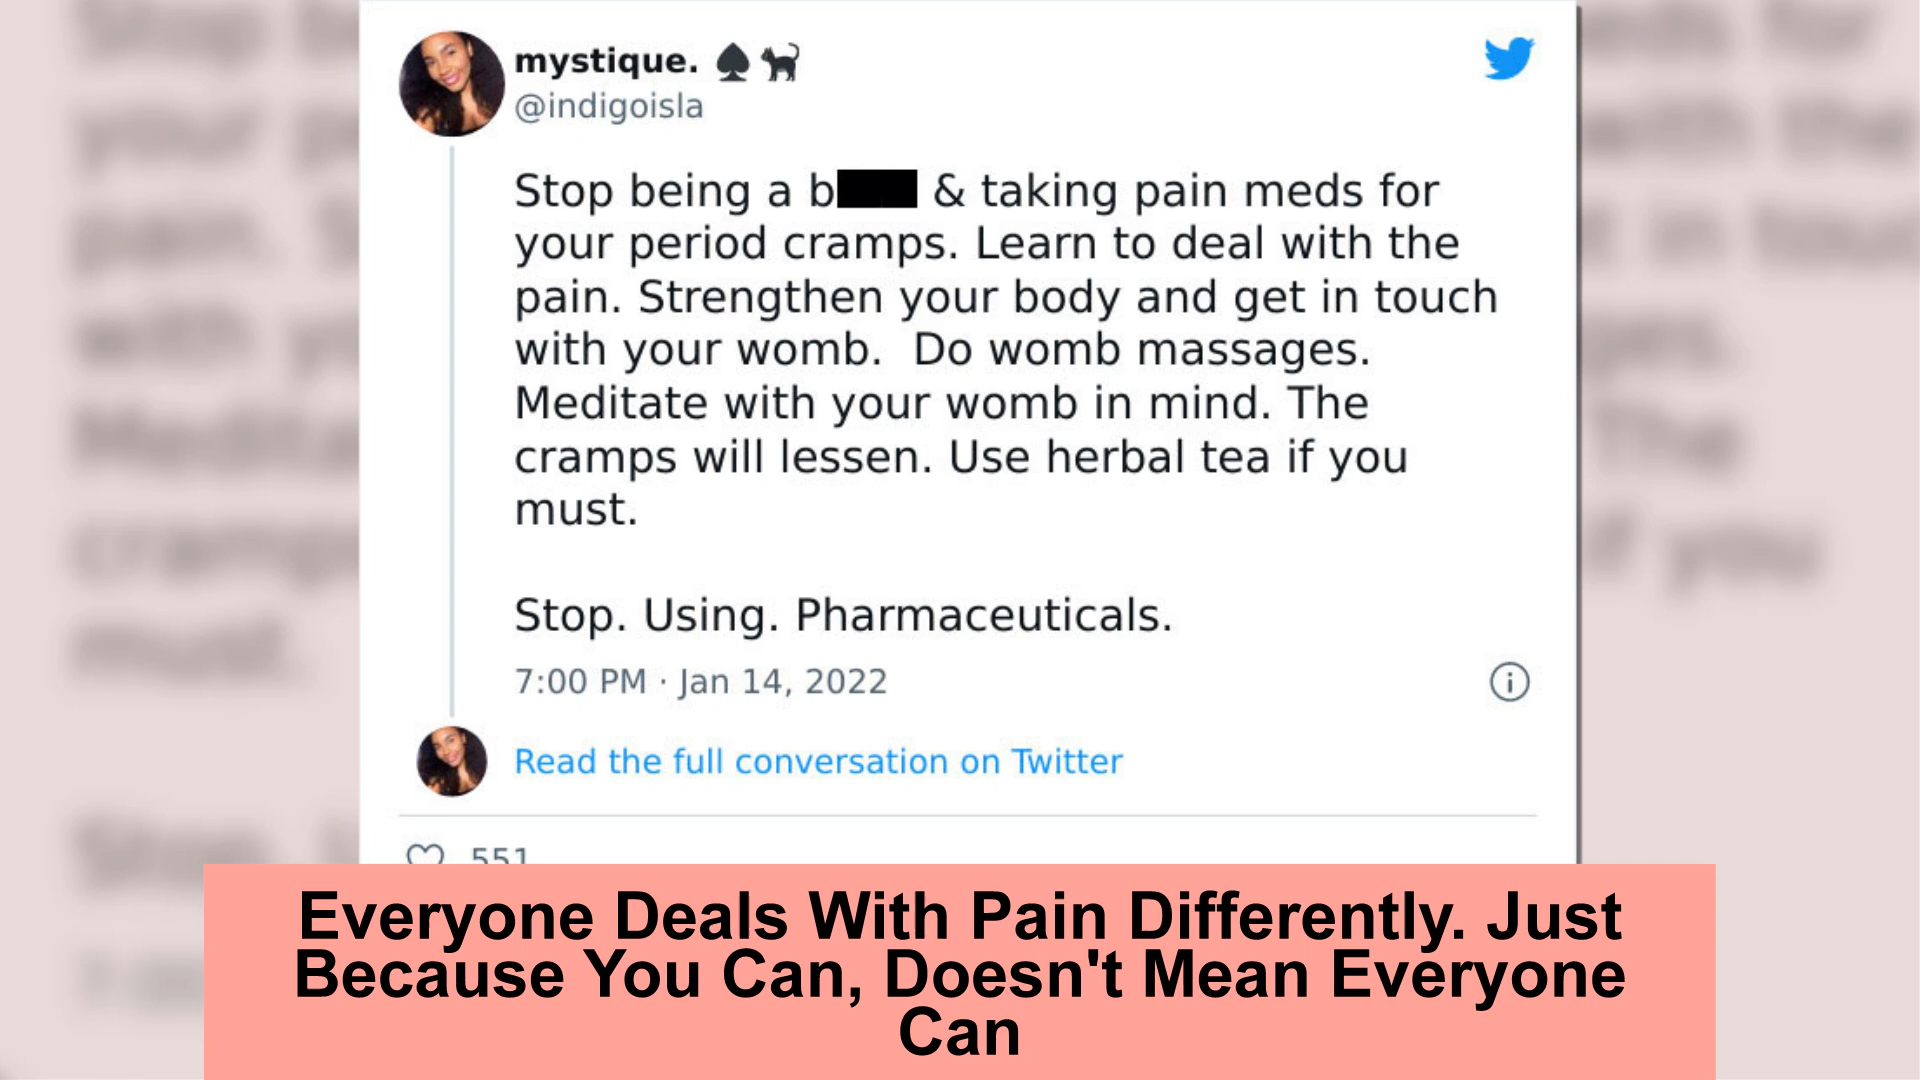 mystique. ♠🐈‍⬛
@indigoisla
Stop being a b & taking pain meds for
your period cramps. Learn to deal with the
pain. Strengthen your body and get in touch
with your womb.  Do womb massages.
Meditate with your womb in mind. The
cramps will lessen. Use herbal tea if you
must.
Stop. Using. Pharmaceuticals.
7:00 PM · Jan 14, 2022
Read the full conversation on Twitter
551
Everyone Deals With Pain Differently. Just
Because You Can, Doesn't Mean Everyone
Can